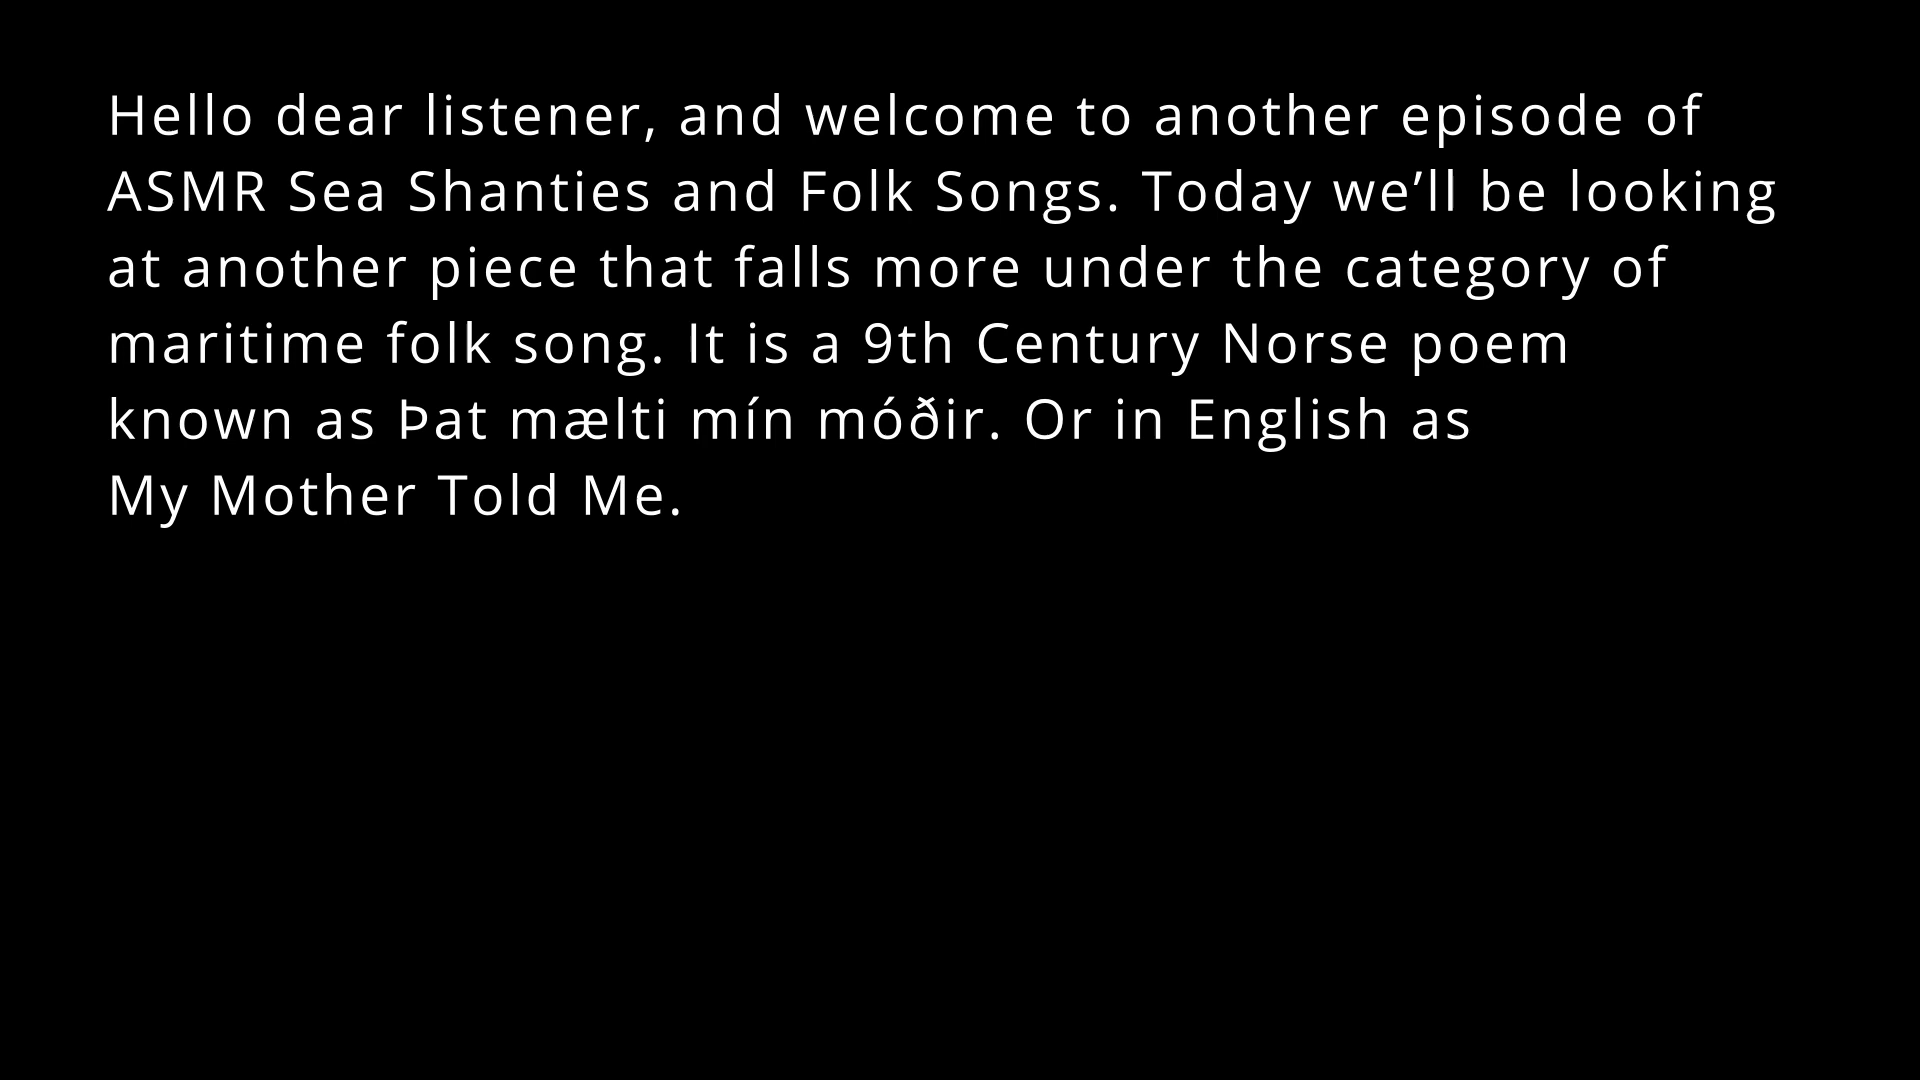 Hello dear listener, and welcome to another episode of
ASMR Sea Shanties and Folk Songs. Today we’ll be looking
at another piece that falls more under the category of
maritime folk song. It is a 9th Century Norse poem
known as Þat mælti mín móðir. Or in English as
My Mother Told Me.